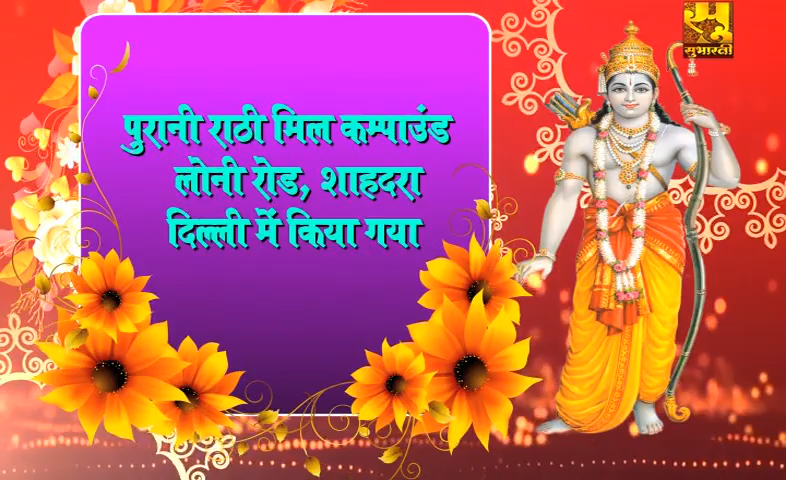 सुभारती
पुरानी राठी मिल कम्पाउंड
लोनी रोड, शाहदरा
दिल्ली में किया गया